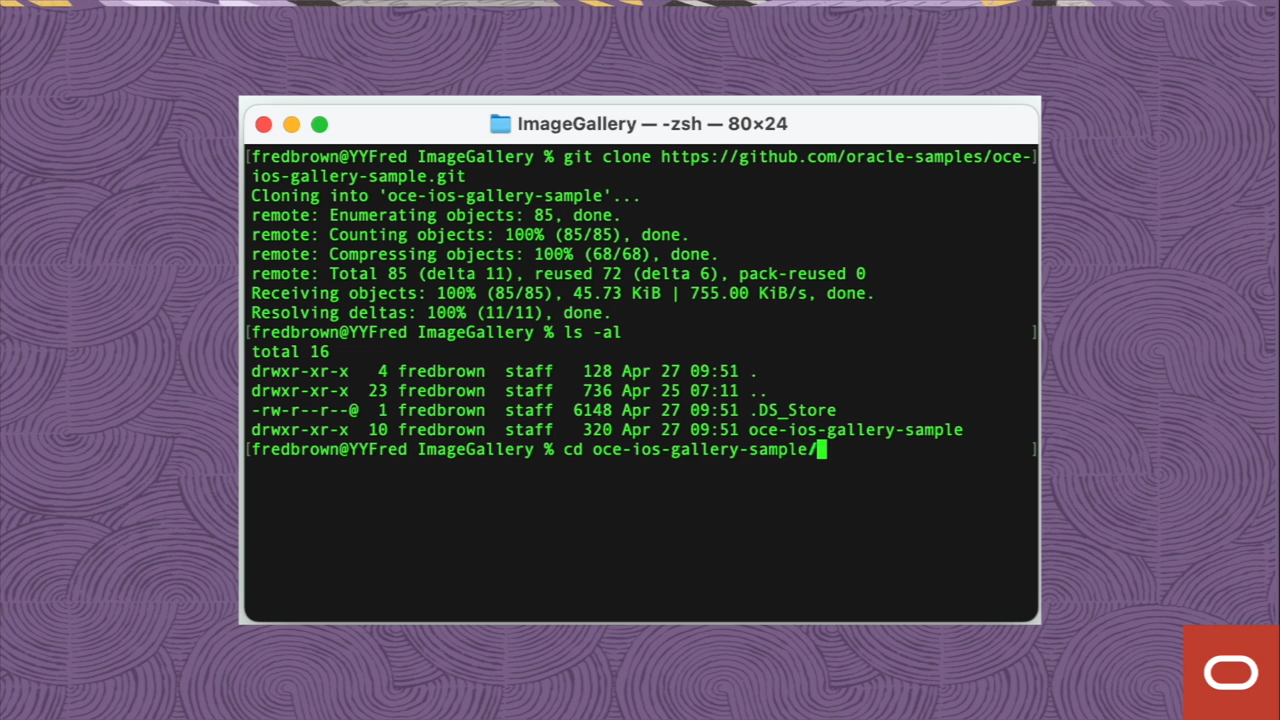 ImageGallery — -zsh — 80×24
[fredbrown@YYFred ImageGallery % git clone https://github.com/oracle-samples/oce-]
ios-gallery-sample.git
Cloning into 'oce-ios-gallery-sample'...
remote: Enumerating objects: 85, done.
remote: Counting objects: 100% (85/85), done.
remote: Compressing objects: 100% (68/68), done.
remote: Total 85 (delta 11), reused 72 (delta 6), pack-reused 0
Receiving objects: 100% (85/85), 45.73 KiB | 755.00 KiB/s, done.
Resolving deltas: 100% (11/11), done.
[fredbrown@YYFred ImageGallery % ls -al ]
total 16
drwxr-xr-x   4 fredbrown  staff   128 Apr 27 09:51 .
drwxr-xr-x  23 fredbrown  staff   736 Apr 25 07:11 ..
-rw-r--r--@  1 fredbrown  staff  6148 Apr 27 09:51 .DS_Store
drwxr-xr-x  10 fredbrown  staff   320 Apr 27 09:51 oce-ios-gallery-sample
[fredbrown@YYFred ImageGallery % cd oce-ios-gallery-sample/ ]